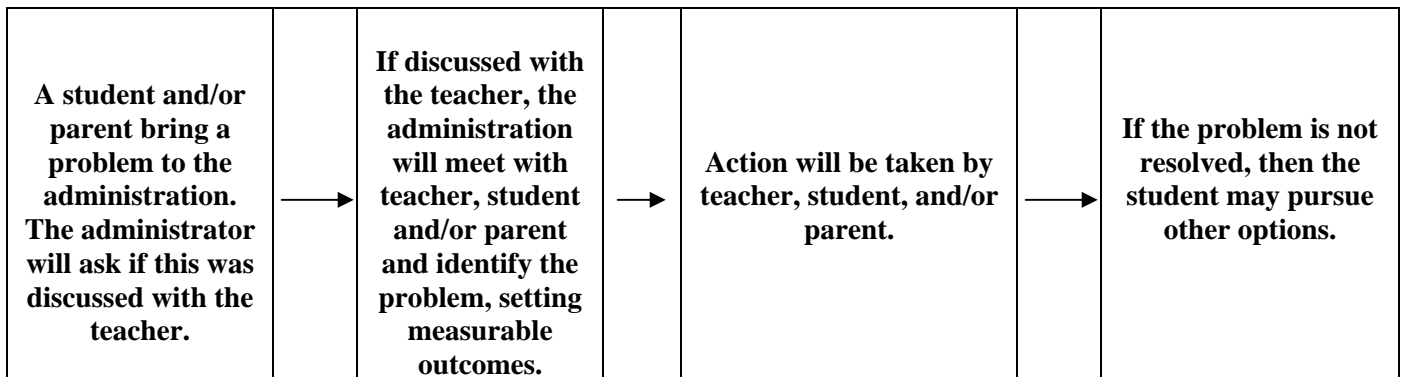 A student and/or
parent bring a
problem to the
administration.
The administrator
will ask if this was
discussed with the
teacher.
If discussed with
the teacher, the
administration
will meet with
teacher, student
and/or parent
and identify the
problem, setting
measurable
outcomes.
Action will be taken by
teacher, student, and/or
parent.
If the problem is not
resolved, then the
student may pursue
other options.